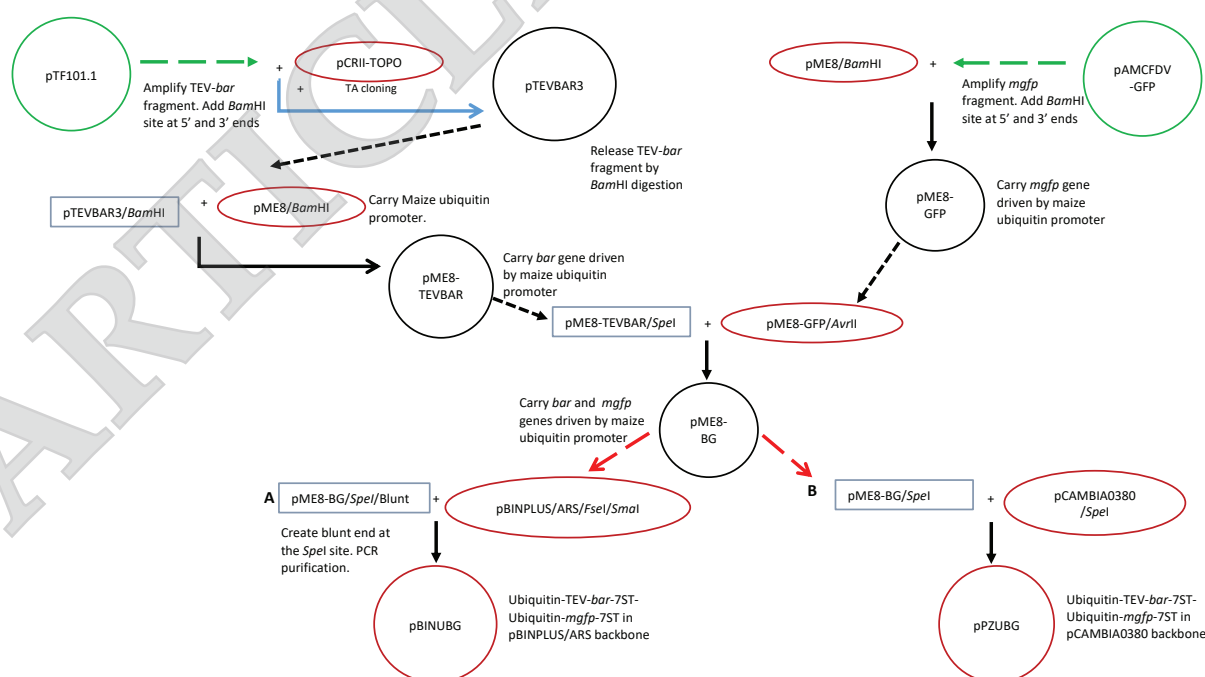 ARTICL
pTF101.1
Amplify TEV-bar
fragment. Add BamHI
site at 5' and 3' ends
+
pCRII-TOPO
+
TA cloning
pTEVBAR3
pME8/BamHI
+
Amplify mgfp
fragment. Add BamHI
site at 5' and 3' ends
pAMCFDV
-GFP
Release TEV-bar
fragment by
BamHI digestion
pTEVBAR3/BamHI
+
pME8/BamHI
Carry Maize ubiquitin
promoter.
pME8-
GFP
Carry mgfp gene
driven by maize
ubiquitin promoter
pME8-
TEVBAR
Carry bar gene driven
by maize ubiquitin
promoter
pME8-TEVBAR/SpeI
+
pME8-GFP/AvrII
Carry bar and mgfp
genes driven by maize
ubiquitin promoter
pME8-
BG
A
pME8-BG/SpeI/Blunt
+
pBINPLUS/ARS/FseI/SmaI
B
pME8-BG/SpeI
+
pCAMBIA0380
/SpeI
Create blunt end at
the SpeI site. PCR
purification.
pBINUBG
Ubiquitin-TEV-bar-7ST-
Ubiquitin-mgfp-7ST in
pBINPLUS/ARS backbone
pPZUBG
Ubiquitin-TEV-bar-7ST-
Ubiquitin-mgfp-7ST in
pCAMBIA0380 backbone